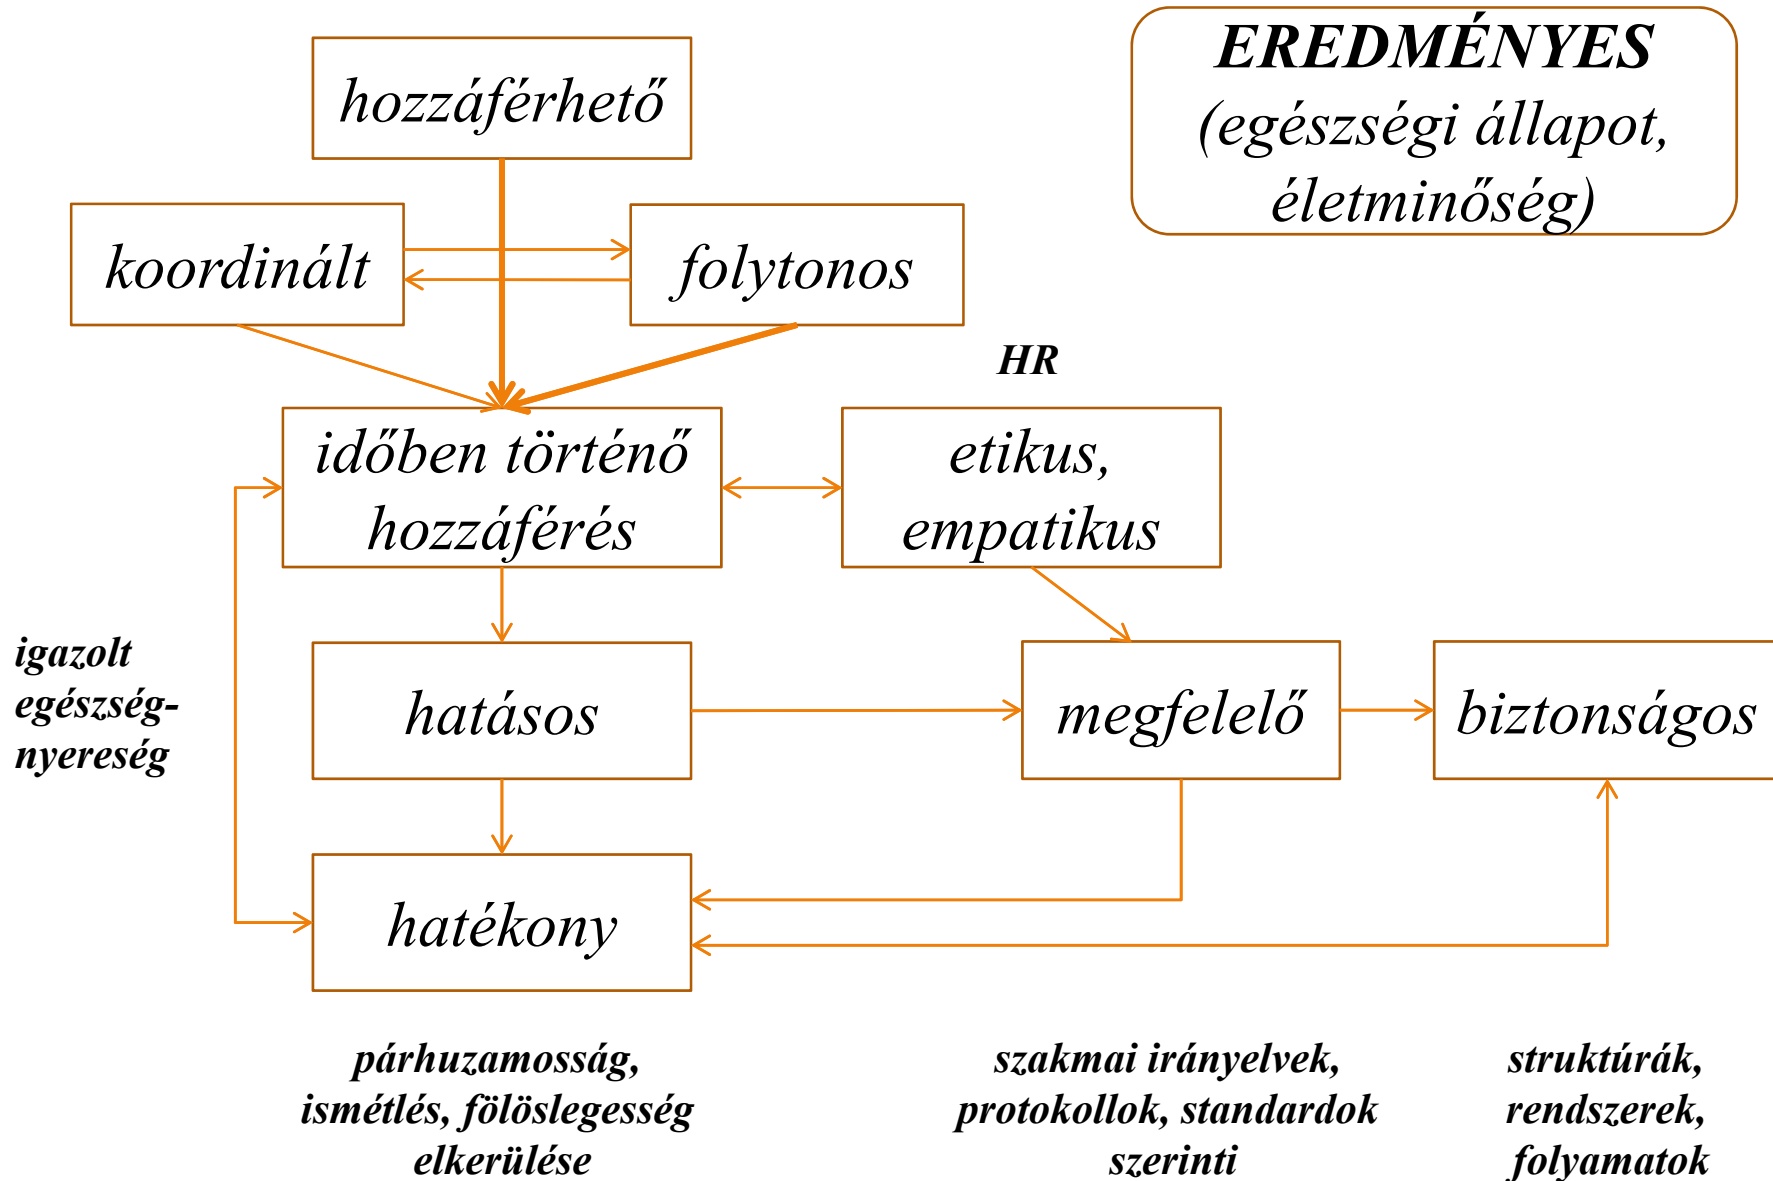 EREDMÉNYES
(egészségi állapot,
életminőség)
hozzáférhető
koordinált
folytonos
HR
időben történő
hozzáférés
etikus,
empatikus
igazolt
egészség-
nyereség
hatásos
megfelelő
biztonságos
hatékony
párhuzamosság,
ismétlés, fölöslegesség
elkerülése
szakmai irányelvek,
protokollok, standardok
szerinti
struktúrák,
rendszerek,
folyamatok